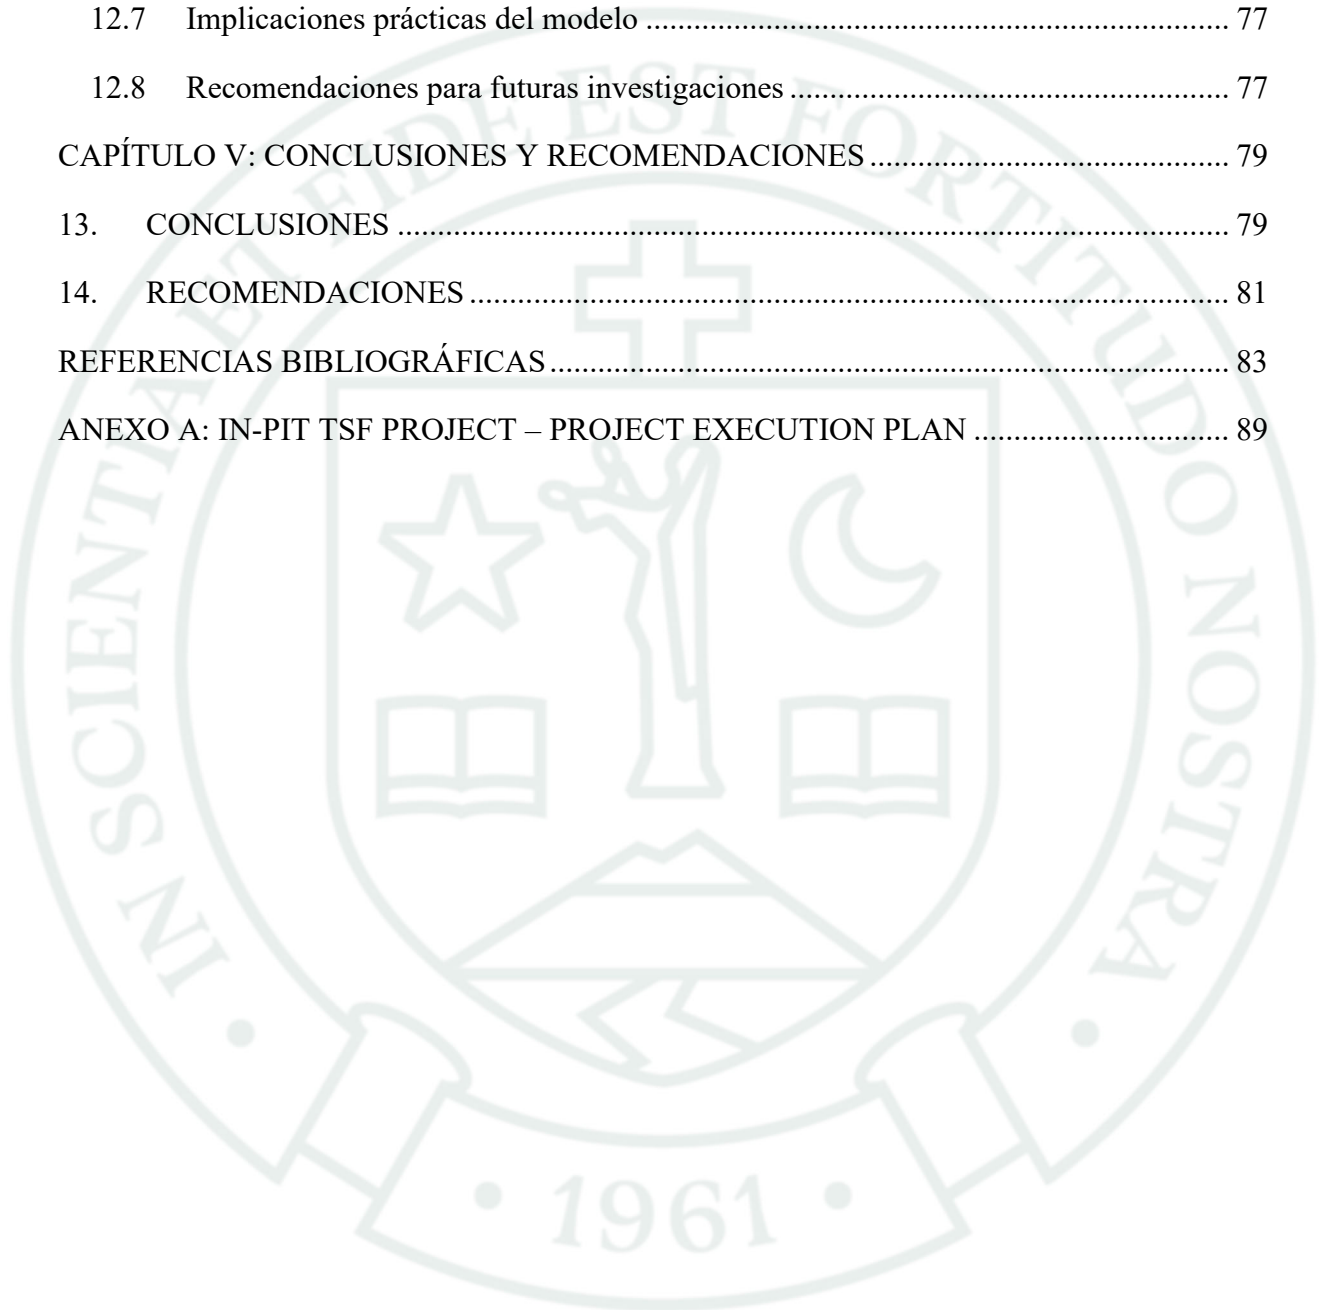 12.7 Implicaciones prácticas del modelo ........................................................................ 77
12.8 Recomendaciones para futuras investigaciones ...................................................... 77
CAPÍTULO V: CONCLUSIONES Y RECOMENDACIONES ............................................ 79
13. CONCLUSIONES ....................................................................................................... 79
14. RECOMENDACIONES .............................................................................................. 81
REFERENCIAS BIBLIOGRÁFICAS ..................................................................................... 83
ANEXO A: IN-PIT TSF PROJECT – PROJECT EXECUTION PLAN ................................ 89
• IN SCIENTIA ET FIDE EST FORTITUDO NOSTRA •
• 1961 •